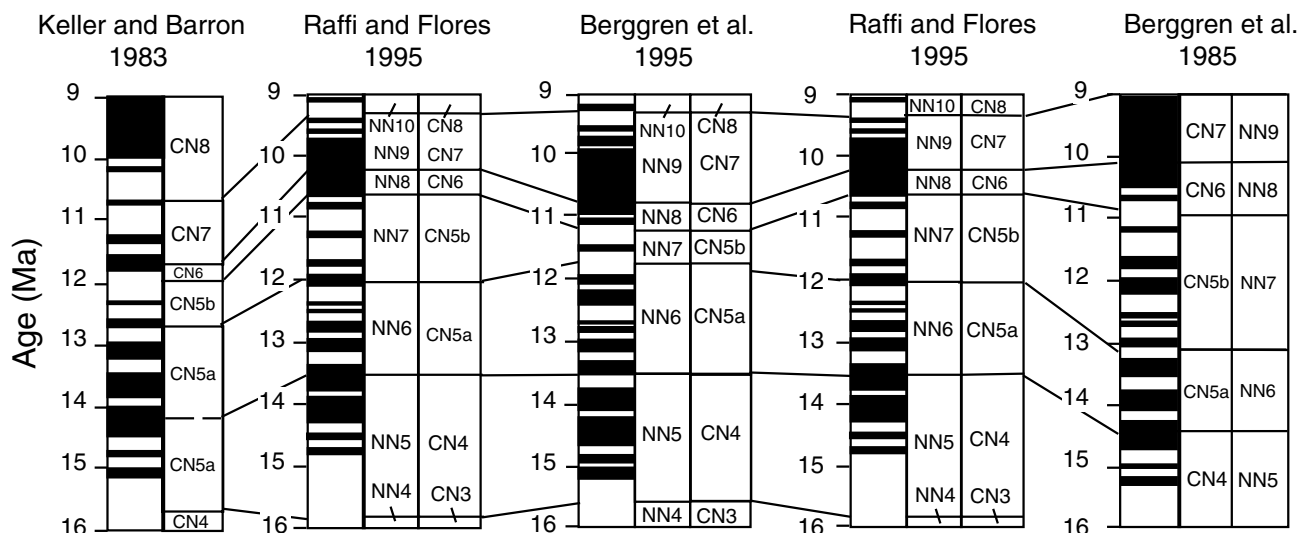 Keller and Barron
1983
Raffi and Flores
1995
Berggren et al.
1995
Raffi and Flores
1995
Berggren et al.
1985
Age (Ma)
9
10
11
12
13
14
15
16
CN8
CN7
CN6
CN5b
CN5a
CN5a
CN4
9
10
11
12
13
14
15
16
NN10 CN8
NN9 CN7
NN8 CN6
NN7 CN5b
NN6 CN5a
NN5 CN4
NN4 CN3
9
10
11
12
13
14
15
16
NN10 CN8
NN9 CN7
NN8 CN6
NN7 CN5b
NN6 CN5a
NN5 CN4
NN4 CN3
9
10
11
12
13
14
15
16
NN10 CN8
NN9 CN7
NN8 CN6
NN7 CN5b
NN6 CN5a
NN5 CN4
NN4 CN3
9
10
11
12
13
14
15
16
CN7 NN9
CN6 NN8
CN5b NN7
CN5a NN6
CN4 NN5